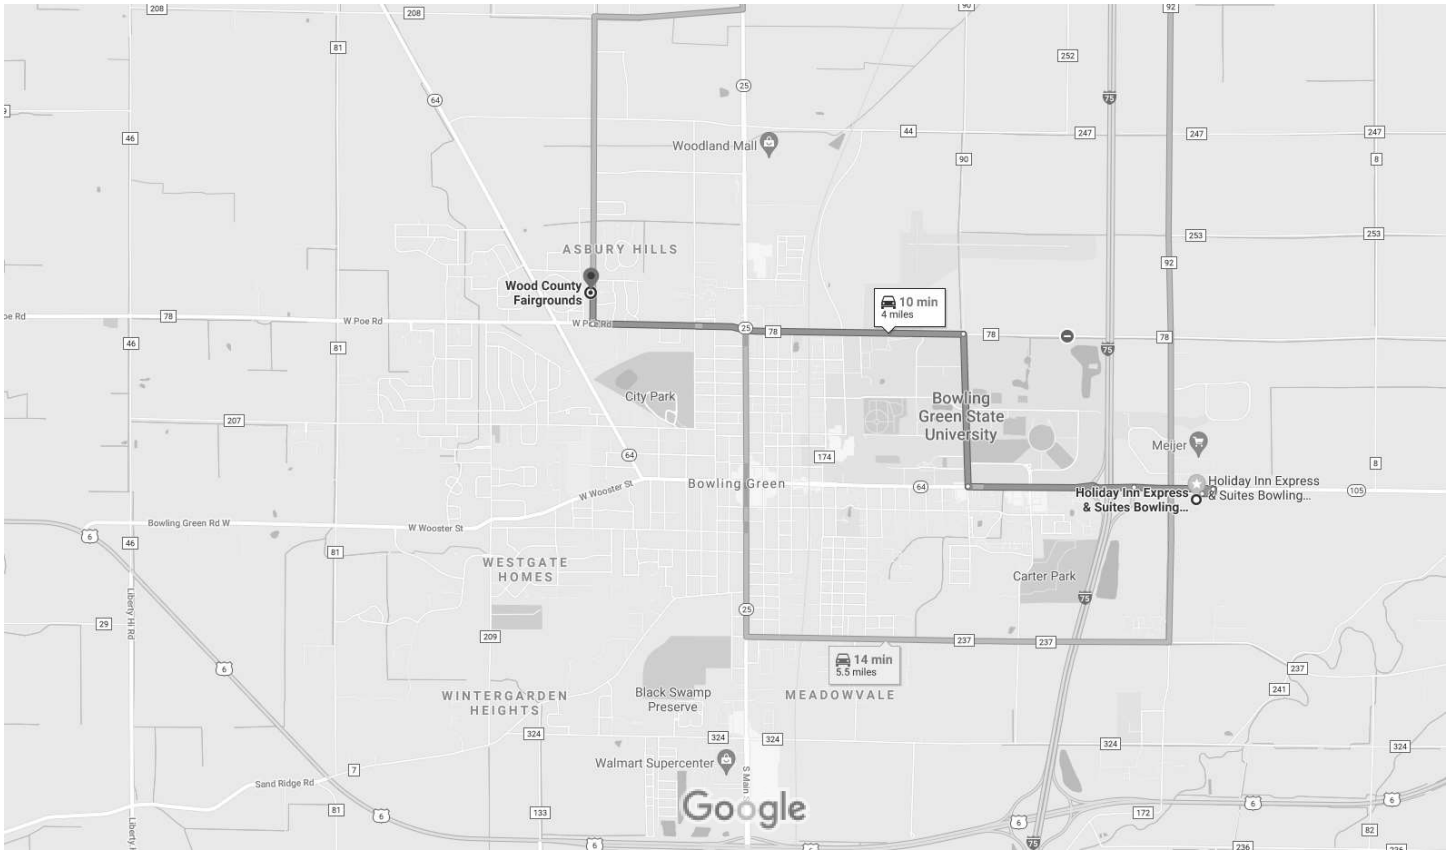 208
208
90
92
81
252
25
64
75
46
44
247
247
247
Woodland Mall
90
8
253
253
ASBURY HILLS
92
Wood County
Fairgrounds
10 min
4 miles
78
W Poe Rd
W Poe Rd
25
78
78
78
46
81
75
City Park
Bowling
Green State
University
207
Meijer
64
174
8
W Wooster St
Bowling Green
64
Holiday Inn Express
& Suites Bowling...
Holiday Inn Express
& Suites Bowling...
105
Bowling Green Rd W
W Wooster St
6
46
81
WESTGATE
HOMES
Carter Park
75
Liberty Hi Rd
25
29
209
237
237
14 min
5.5 miles
237
6
241
WINTERGARDEN
HEIGHTS
Black Swamp
Preserve
MEADOWVALE
324
324
324
324
324
7
Walmart Supercenter
Sand Ridge Rd
S Main
Google
81
6
133
6
6
172
6
6
82
6
6
75
236